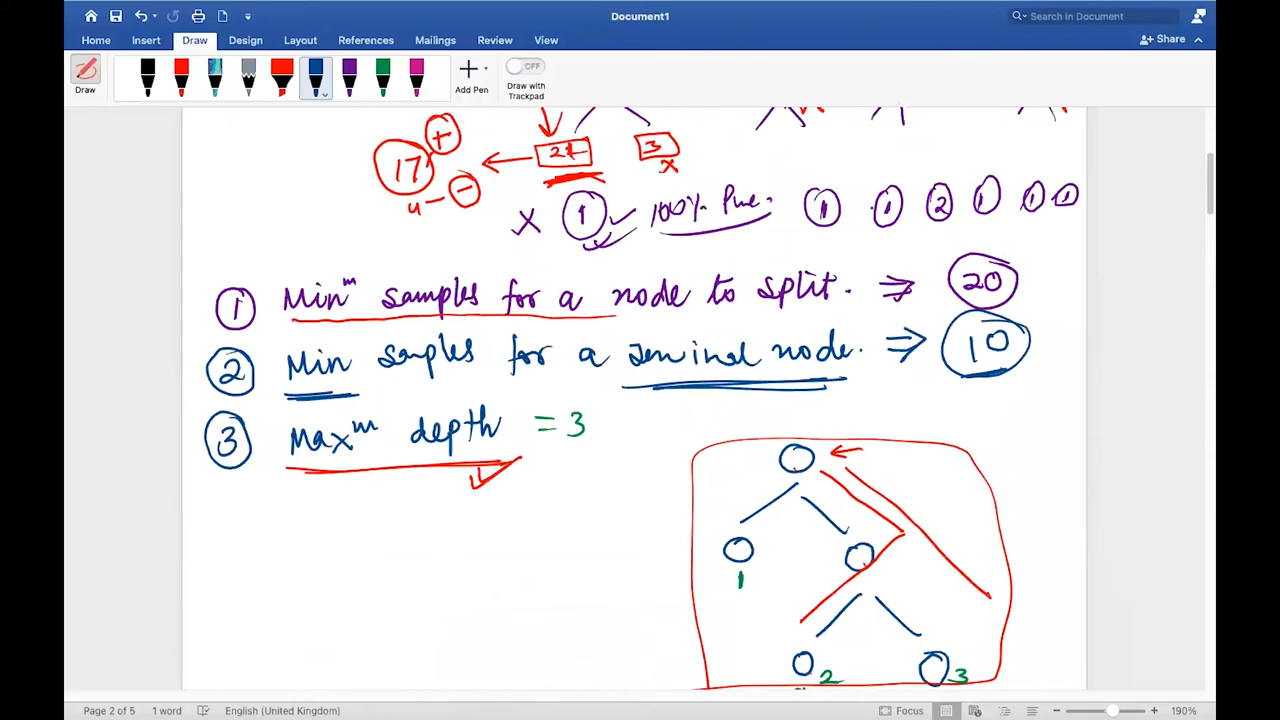 Document1
Search in Document
Home Insert Draw Design Layout References Mailings Review View
Share
Draw
Add Pen
OFF
Draw with
Trackpad
+
17
4 - −
3
x
x 1 100% Pure. 1 1 2 1 1 1
1 Minm samples for a node to split. ⇒ 20
2 Min samples for a terminal node. ⇒ 10
3 Maxm depth = 3
1
2 3
Page 2 of 5 1 word English (United Kingdom) Focus 190%